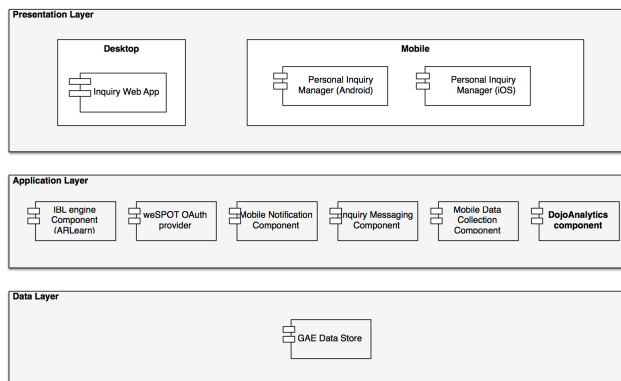 Presentation Layer
Desktop
Mobile
Inquiry Web App
Personal Inquiry
Manager (Android)
Personal Inquiry
Manager (iOS)
Application Layer
IBL engine
Component
(ARLearn)
weSPOT OAuth
provider
Mobile Notification
Component
Inquiry Messaging
Component
Mobile Data
Collection
Component
DojoAnalytics
component
Data Layer
GAE Data Store